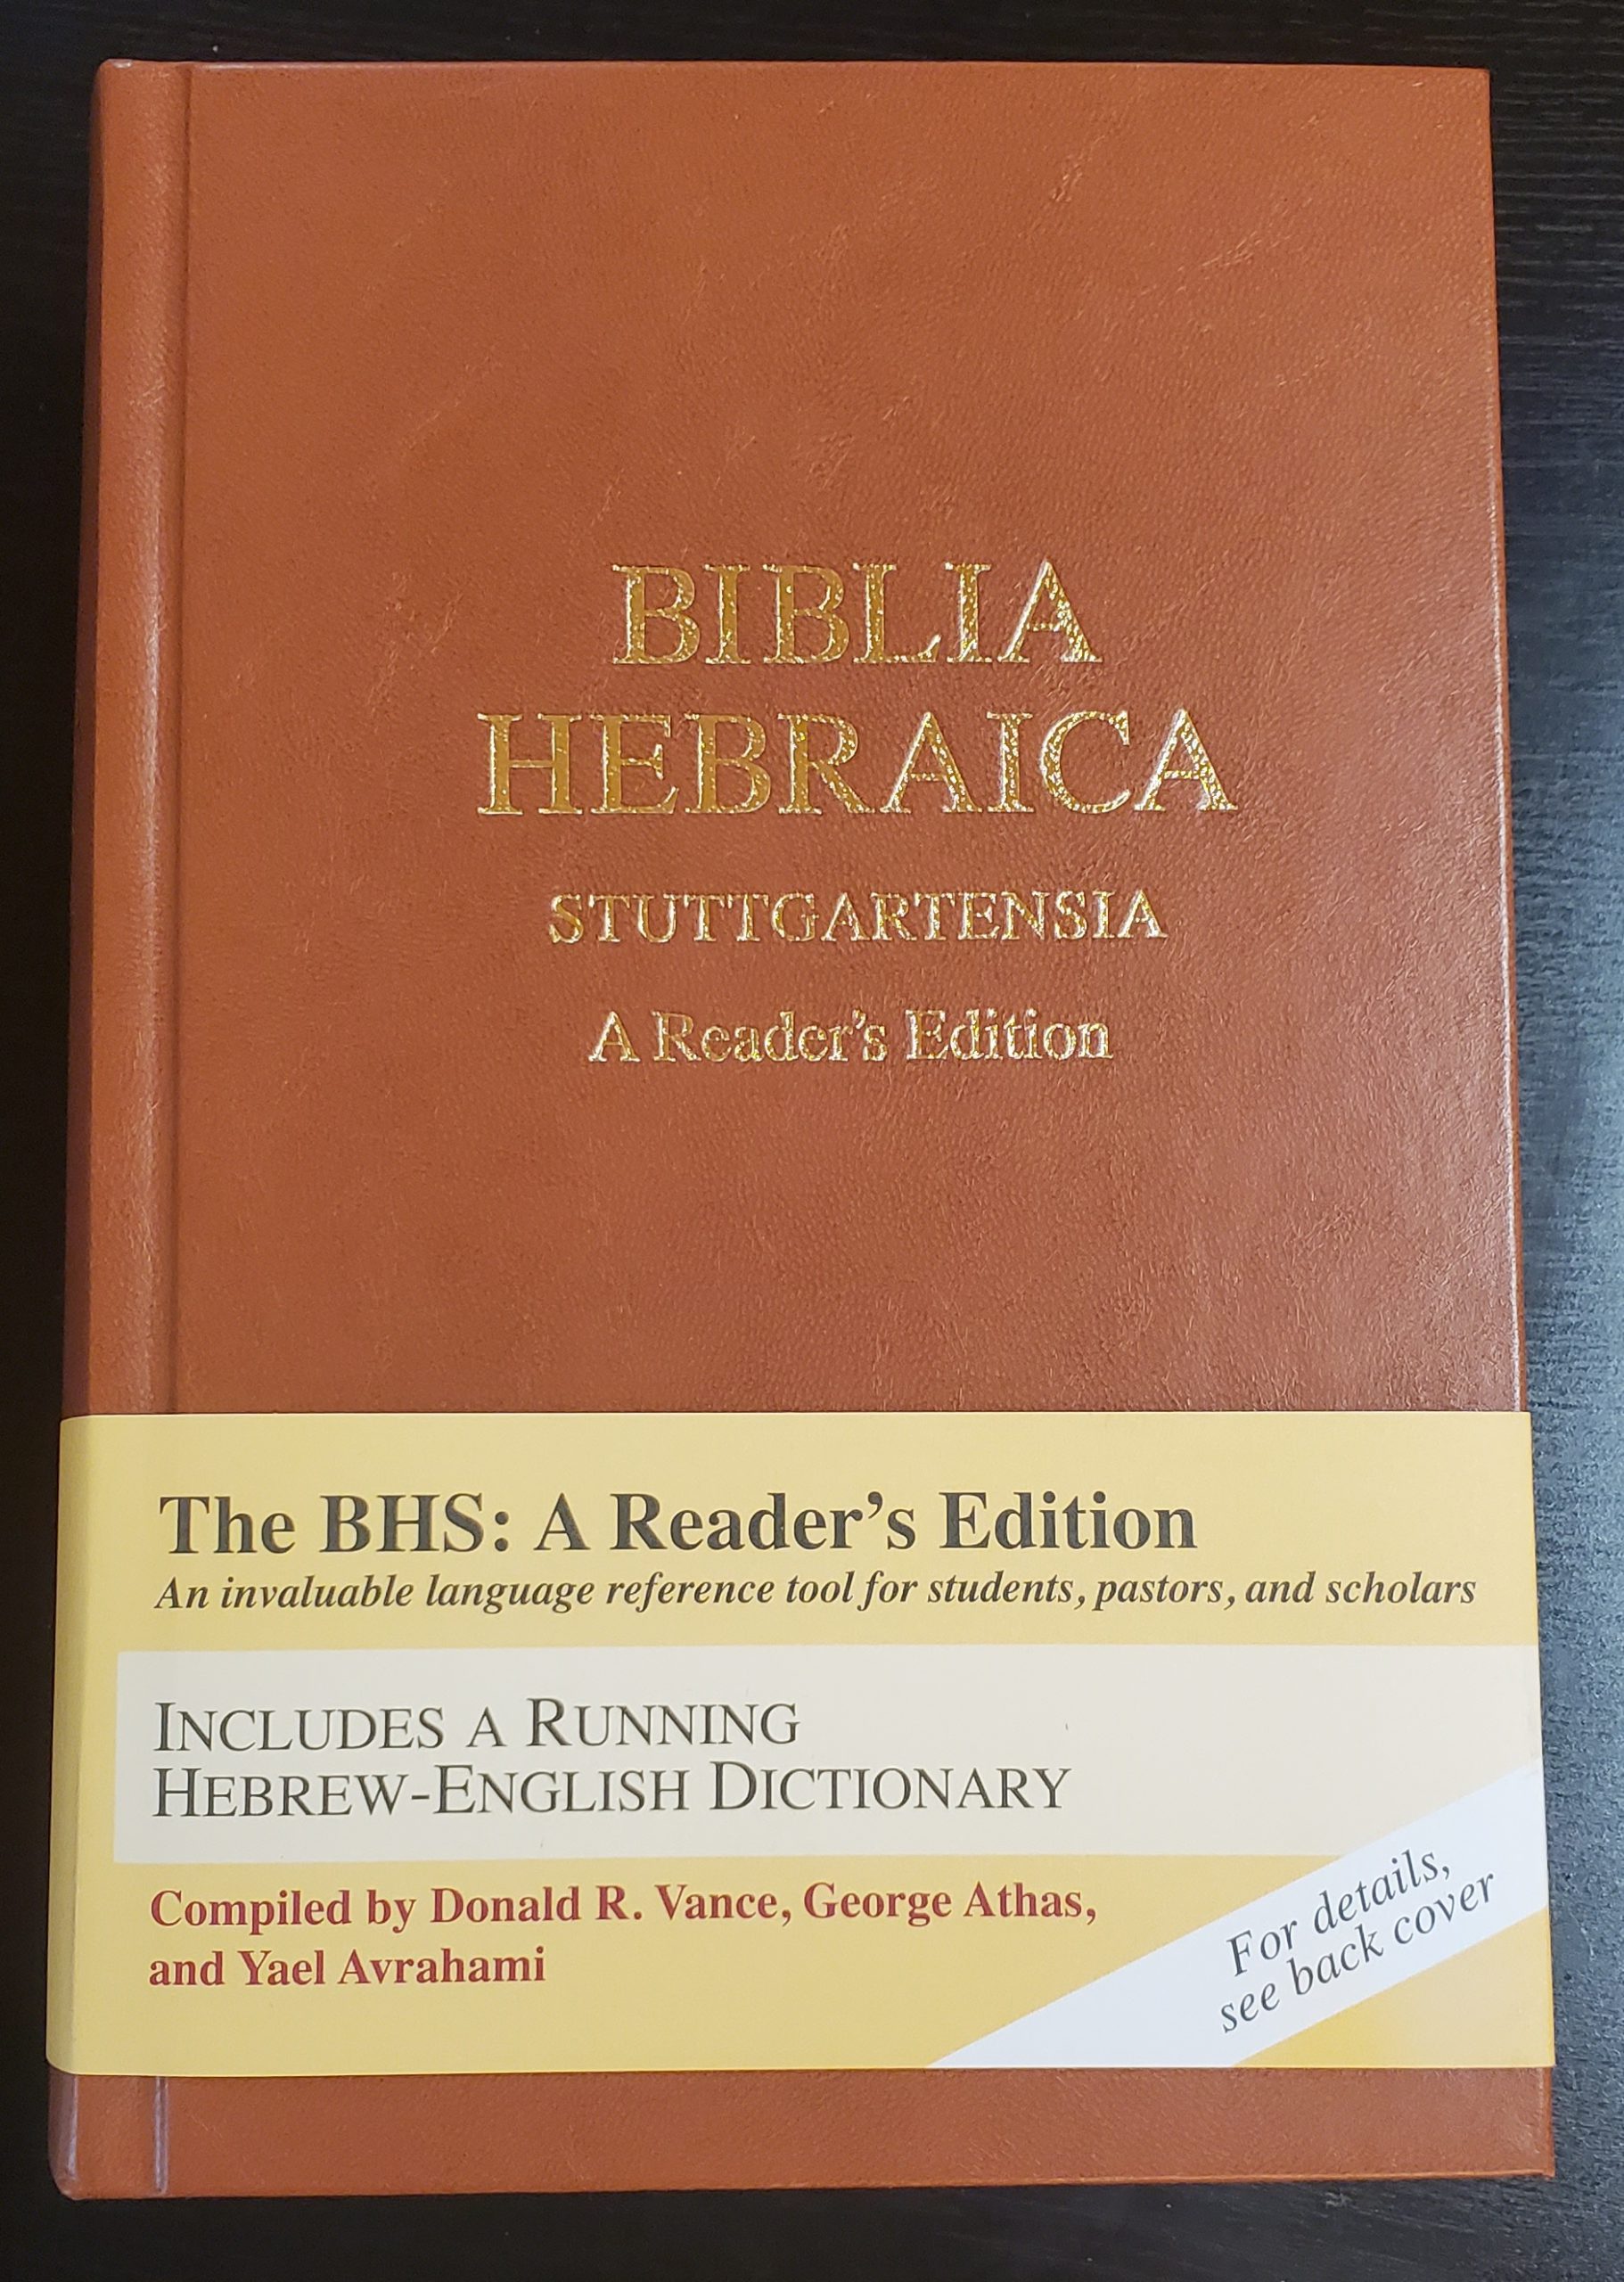 BIBLIA
HEBRAICA
STUTTGARTENSIA
A Reader's Edition
The BHS: A Reader's Edition
An invaluable language reference tool for students, pastors, and scholars
INCLUDES A RUNNING
HEBREW-ENGLISH DICTIONARY
Compiled by Donald R. Vance, George Athas,
and Yael Avrahami
For details,
see back cover